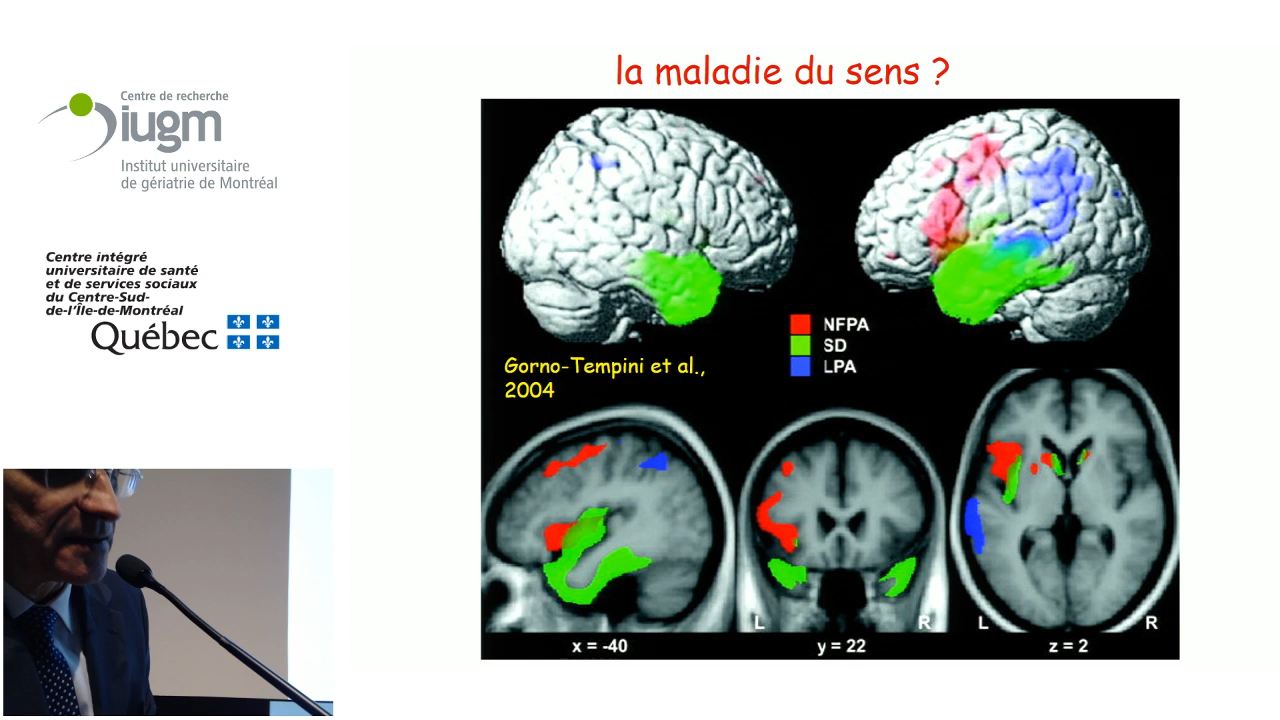 la maladie du sens ?
Centre de recherche
iugm
Institut universitaire
de gériatrie de Montréal
Centre intégré
universitaire de santé
et de services sociaux
du Centre-Sud-
de-l'Île-de-Montréal
Québec
NFPA
SD
LPA
Gorno-Tempini et al.,
2004
L R L R
x = -40 y = 22 z = 2